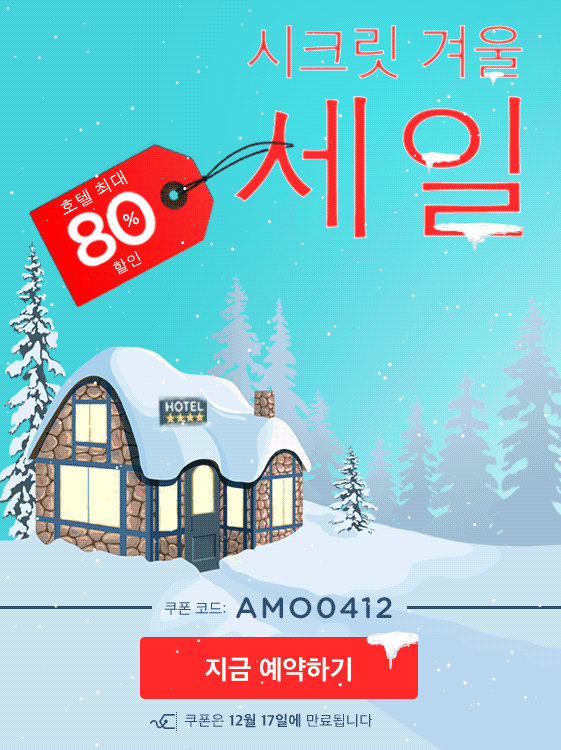 시크릿 겨울
세일
호텔 최대
80%
할인
HOTEL
쿠폰 코드: AMO0412
지금 예약하기
쿠폰은 12월 17일에 만료됩니다